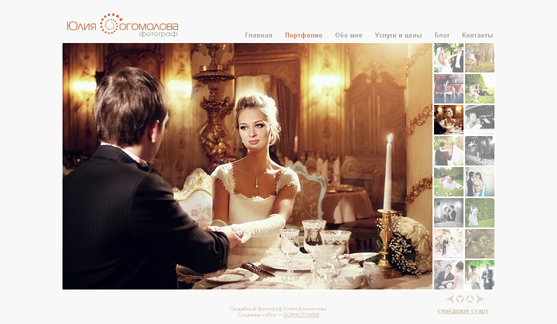 Юлия Богомолова
фотограф
Главная Портфолио Обо мне Услуги и цены Блог Контакты
слайдшоу старт
Свадебный фотограф Юлия Богомолова
Создание сайта —